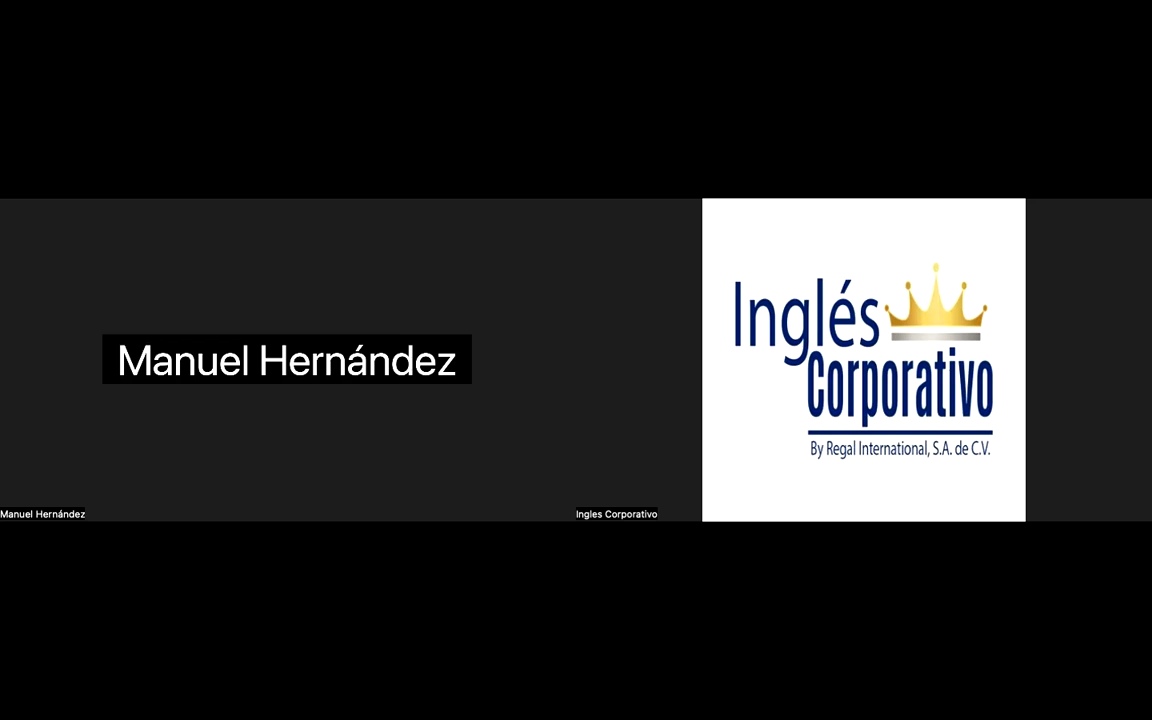 Manuel Hernández
Manuel Hernández
Inglés
Corporativo
By Regal International, S.A. de C.V.
Ingles Corporativo